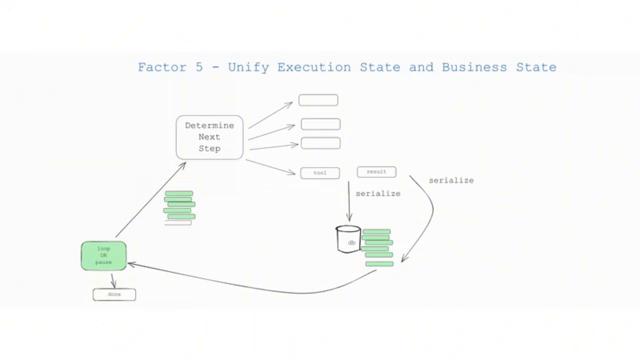 Factor 5 - Unify Execution State and Business State
Determine
Next
Step
tool
result
serialize
serialize
db
loop
OR
pause
done